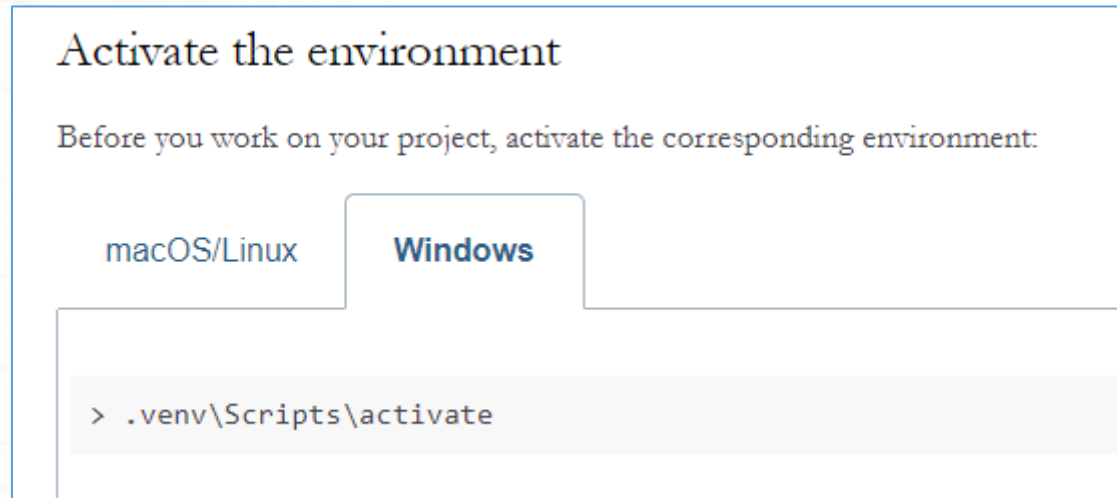 Activate the environment
Before you work on your project, activate the corresponding environment:
macOS/Linux
Windows
> .venv\Scripts\activate